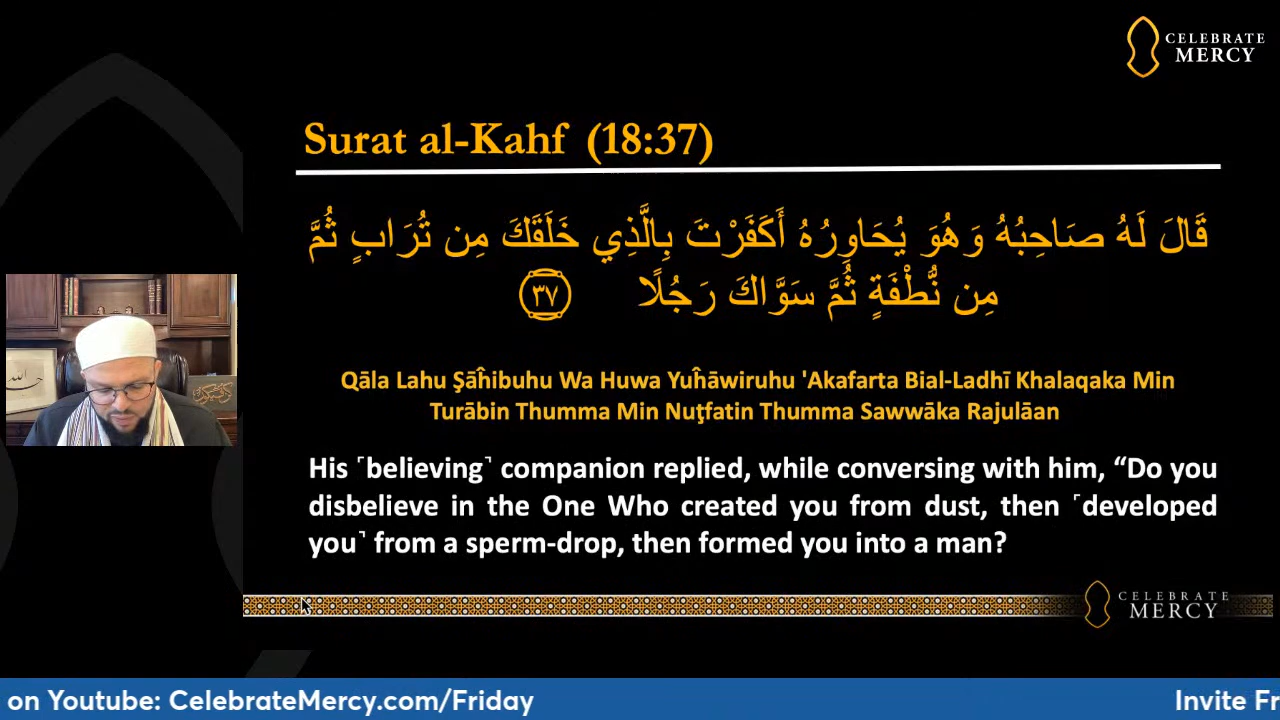 CELEBRATE
MERCY
Surat al-Kahf (18:37)
قَالَ لَهُ صَاحِبُهُ وَهُوَ يُحَاوِرُهُ أَكَفَرْتَ بِالَّذِي خَلَقَكَ مِن تُرَابٍ ثُمَّ
مِن نُّطْفَةٍ ثُمَّ سَوَّاكَ رَجُلًا ٣٧
Qāla Lahu Şāĥibuhu Wa Huwa Yuĥāwiruhu 'Akafarta Bial-Ladhī Khalaqaka Min
Turābin Thumma Min Nuţfatin Thumma Sawwāka Rajulāan
His ˹believing˺ companion replied, while conversing with him, “Do you
disbelieve in the One Who created you from dust, then ˹developed
you˺ from a sperm-drop, then formed you into a man?
CELEBRATE
MERCY
on Youtube: CelebrateMercy.com/Friday
Invite Fr